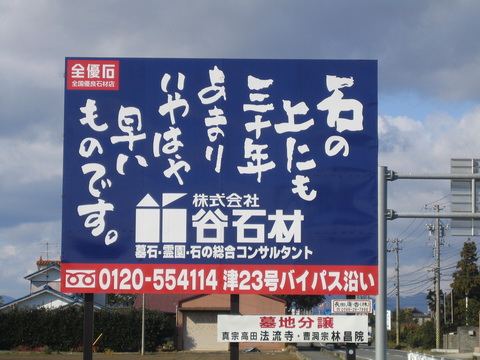 全優石
全国優良石材店
石の
上にも
三十年
あまり
いやはや
早い
ものです。
株式会社
谷石材
墓石・霊園・石の総合コンサルタント
0120-554114 津23号バイパス沿い
墓地分譲
真宗高田 法流寺・曹洞宗 林昌院